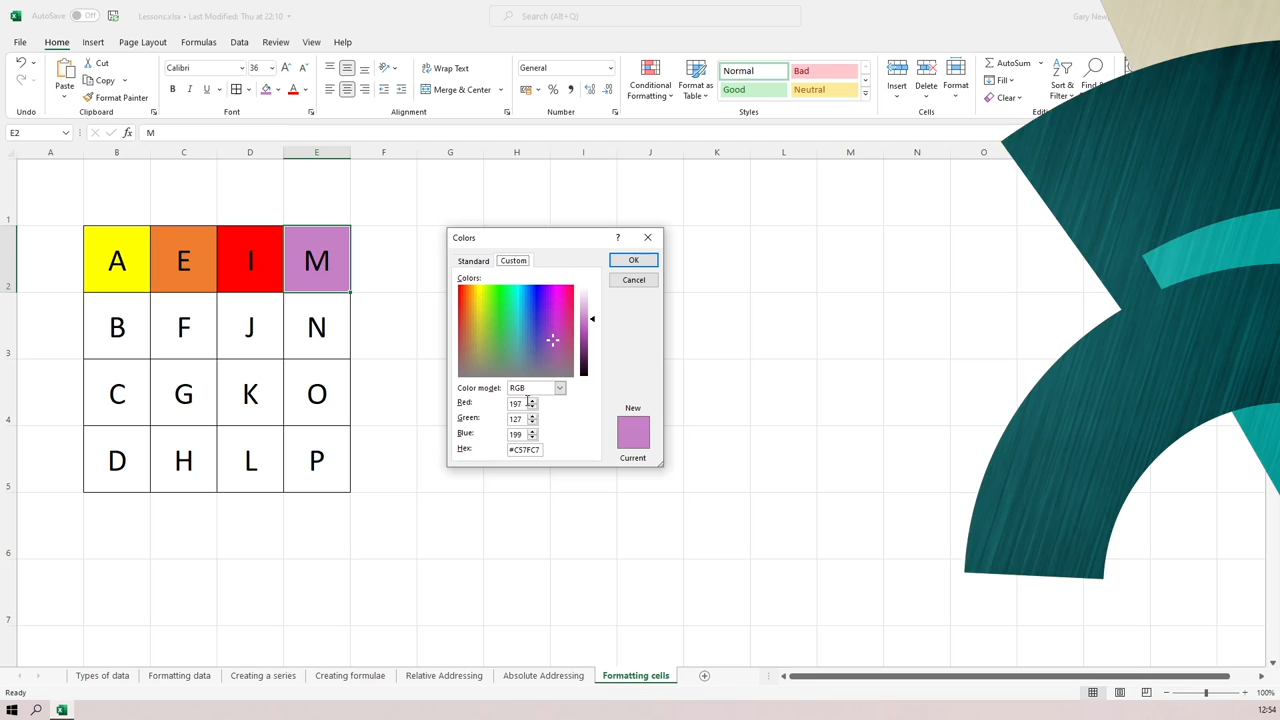 AutoSave Off Lessons.xlsx • Last Modified: Thu at 22:10 Search (Alt+Q) Gary
File Home Insert Page Layout Formulas Data Review View Help
Paste Cut Copy Format Painter
Calibri 36 A A B I U A
ab Wrap Text Merge & Center
General % 9
Conditional Formatting Format as Table
Normal Bad Good Neutral
Insert Delete Format
AutoSum Fill Clear Sort & Filter
Undo Clipboard Font Alignment Number Styles Cells
E2 fx M
A B C D E F G H I J K L M N O
1
2 A E I M
3 B F J N
4 C G K O
5 D H L P
6
7
Colors ?
Standard Custom
OK
Cancel
Colors:
Color model: RGB
Red: 197
Green: 127
Blue: 199
Hex: #C57FC7
New
Current
Types of data Formatting data Creating a series Creating formulae Relative Addressing Absolute Addressing Formatting cells
Ready 100%
12:54